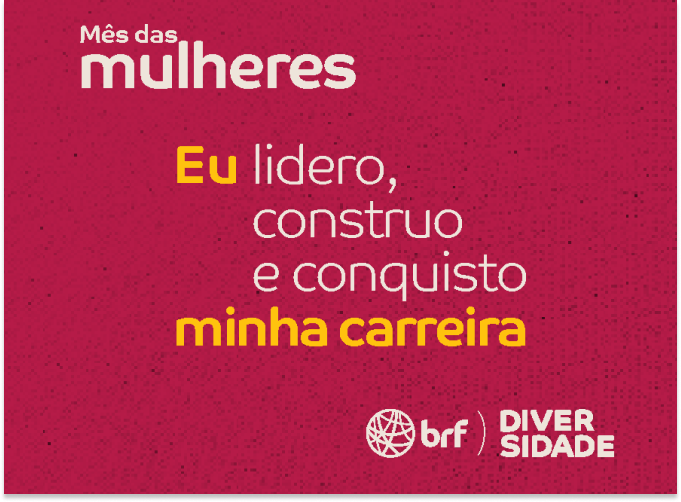 Mês das
mulheres
Eu lidero,
construo
e conquisto
minha carreira
brf
DIVER
SIDADE